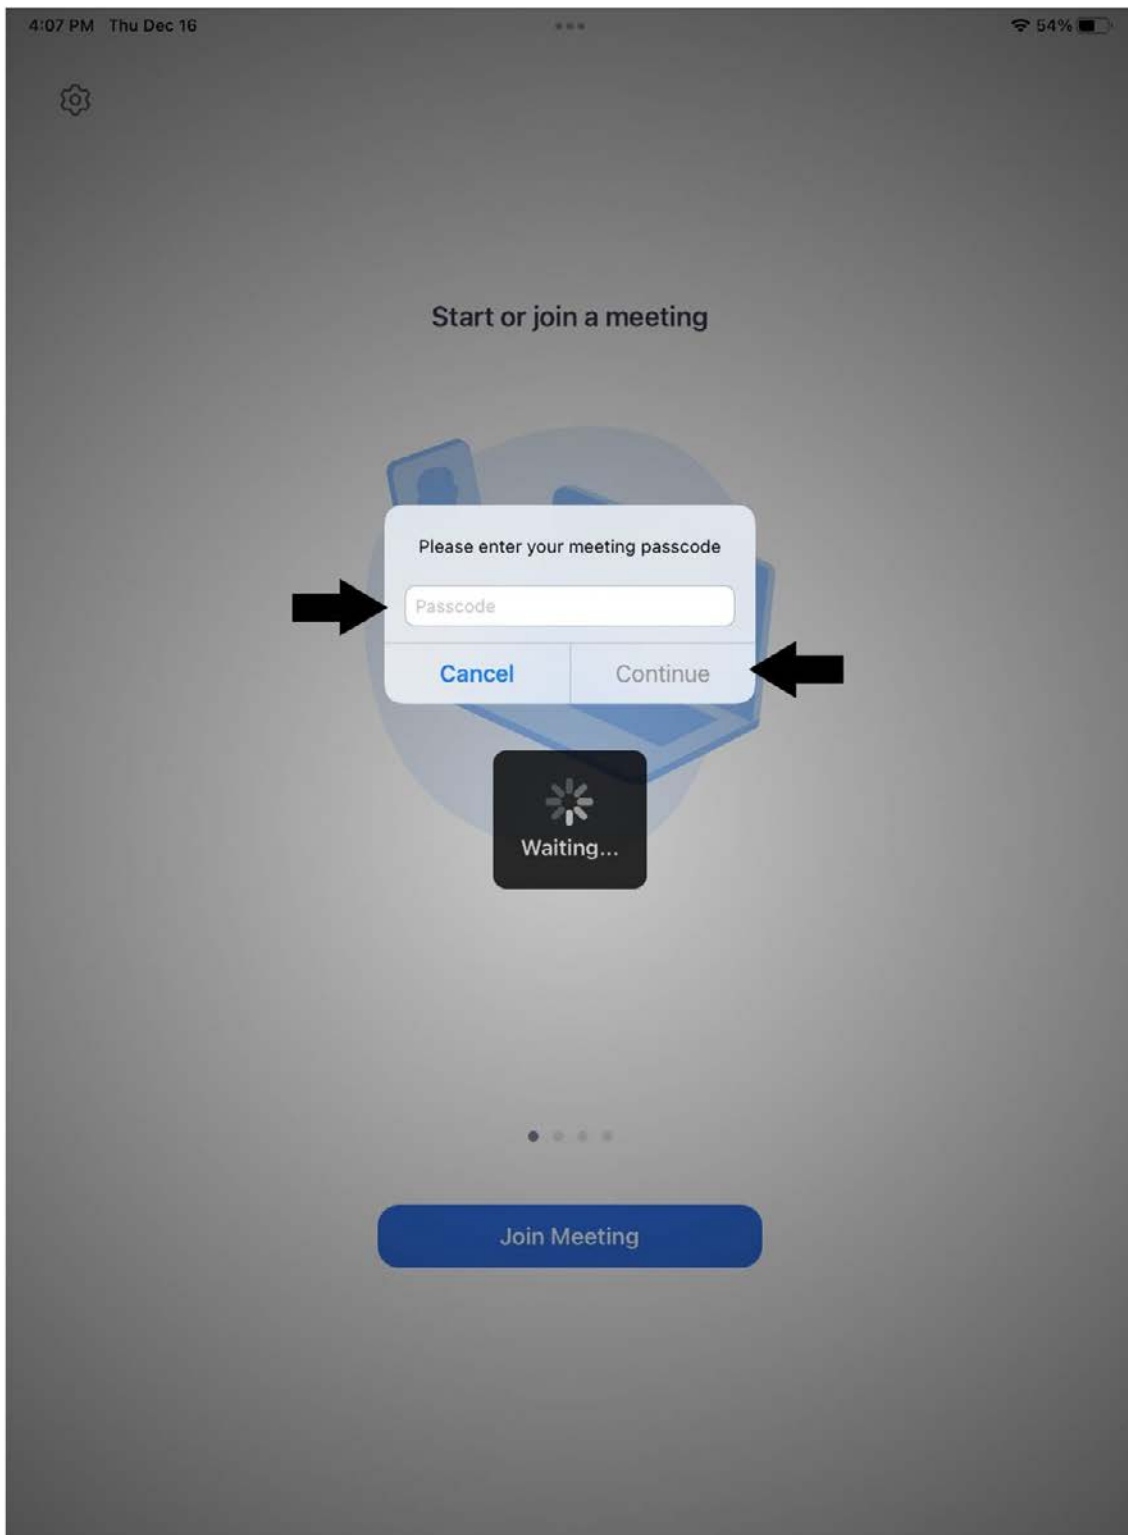 4:07 PM Thu Dec 16
54%
Start or join a meeting
Please enter your meeting passcode
Passcode
Cancel
Continue
Waiting...
Join Meeting